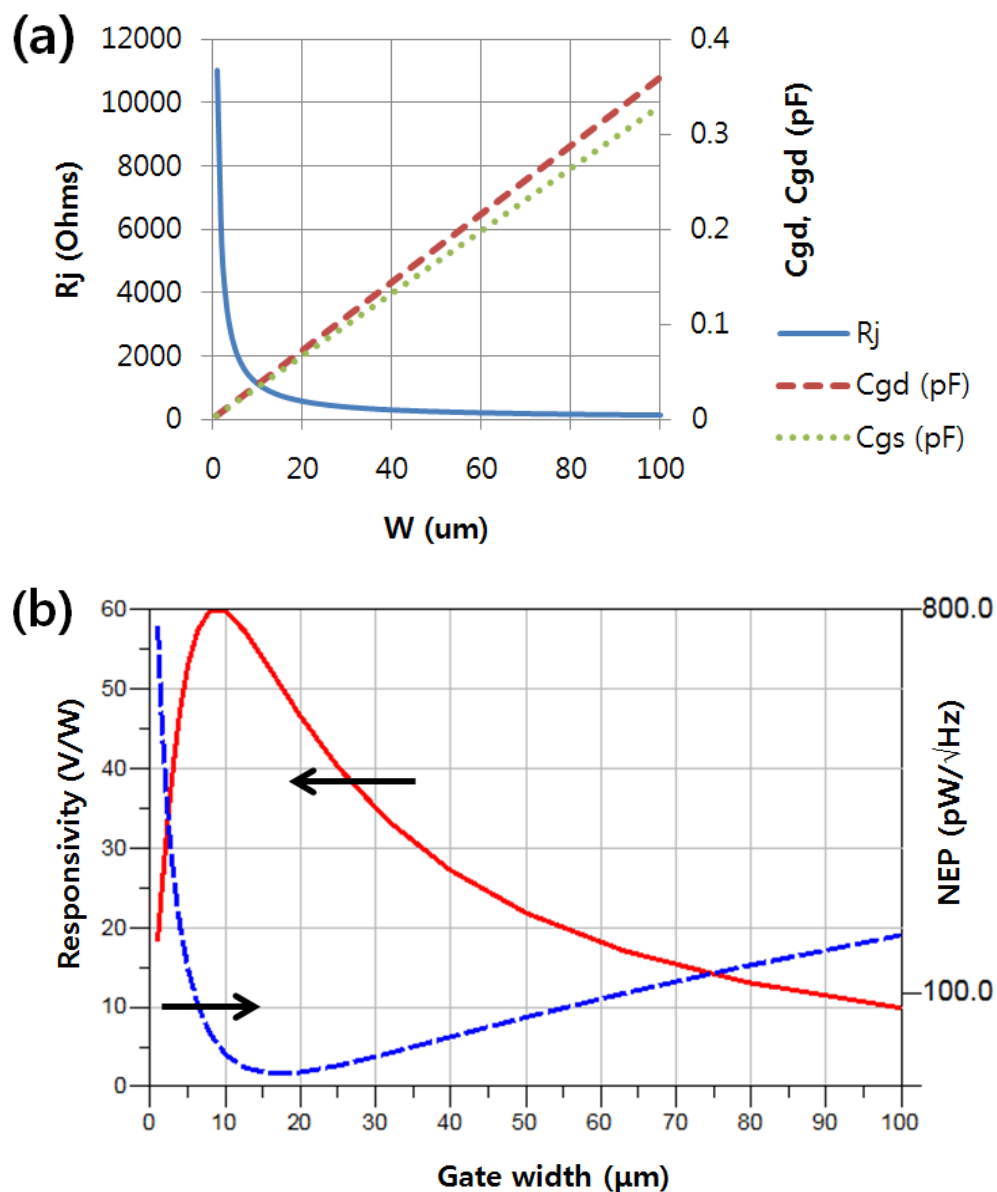 (a)
12000
10000
8000
6000
4000
2000
0
Rj (Ohms)
0.4
0.3
0.2
0.1
0
Cgd, Cgd (pF)
0 20 40 60 80 100
W (um)
Rj
Cgd (pF)
Cgs (pF)
(b)
60
50
40
30
20
10
0
Responsivity (V/W)
800.0
100.0
NEP (pW/√Hz)
0 10 20 30 40 50 60 70 80 90 100
Gate width (μm)